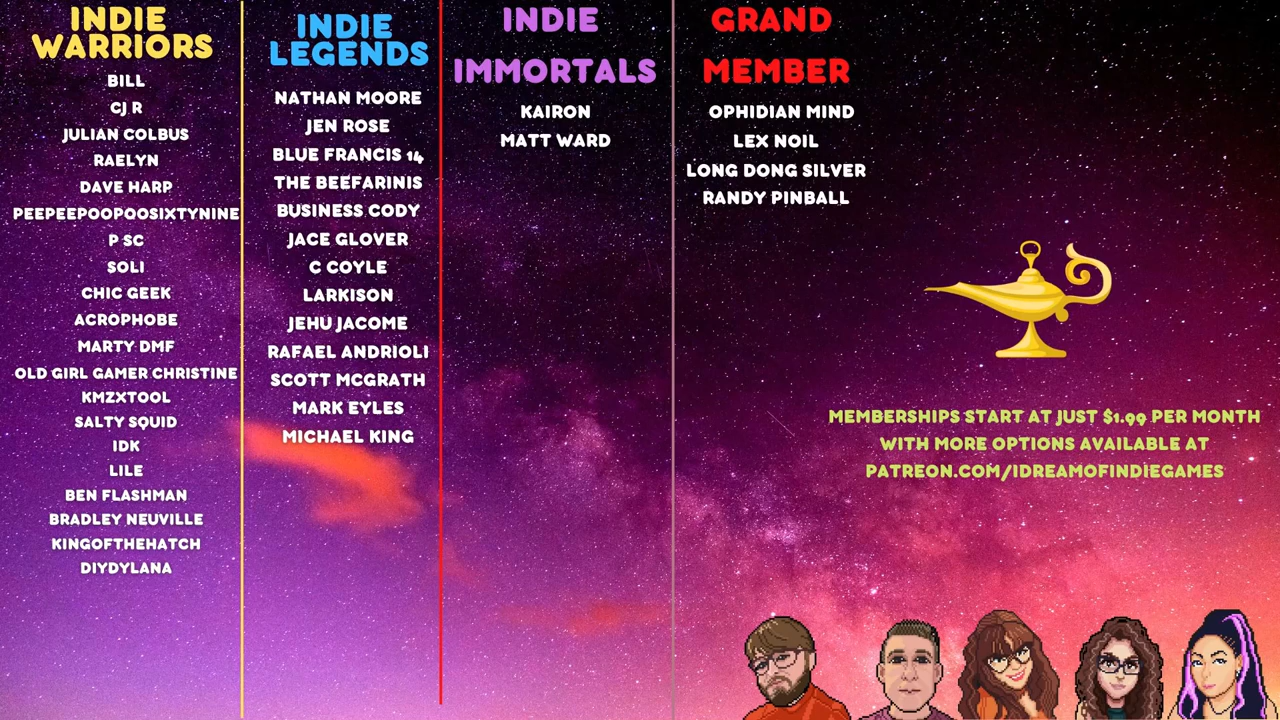 INDIE
WARRIORS
BILL
CJ R
JULIAN COLBUS
RAELYN
DAVE HARP
PEEPEEPOOPOOSIXTYNINE
P SC
SOLI
CHIC GEEK
ACROPHOBE
MARTY DMF
OLD GIRL GAMER CHRISTINE
KMZXTOOL
SALTY SQUID
IDK
LILE
BEN FLASHMAN
BRADLEY NEUVILLE
KINGOFTHEHATCH
DIYDYLANA
INDIE
LEGENDS
NATHAN MOORE
JEN ROSE
BLUE FRANCIS 14
THE BEEFARINIS
BUSINESS CODY
JACE GLOVER
C COYLE
LARKISON
JEHU JACOME
RAFAEL ANDRIOLI
SCOTT MCGRATH
MARK EYLES
MICHAEL KING
INDIE
IMMORTALS
KAIRON
MATT WARD
GRAND
MEMBER
OPHIDIAN MIND
LEX NOIL
LONG DONG SILVER
RANDY PINBALL
MEMBERSHIPS START AT JUST $1.99 PER MONTH
WITH MORE OPTIONS AVAILABLE AT
PATREON.COM/IDREAMOFINDIEGAMES